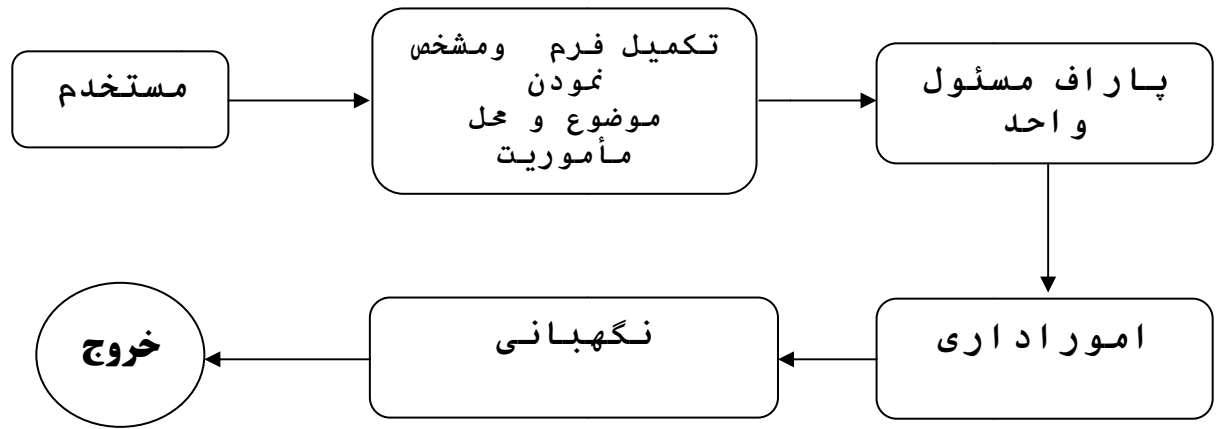 مستخدم
تکمیل فرم ومشخص
نمودن
موضوع و محل
مأموریت
پاراف مسئول
واحد
اموراداری
نگهبانی
خروج